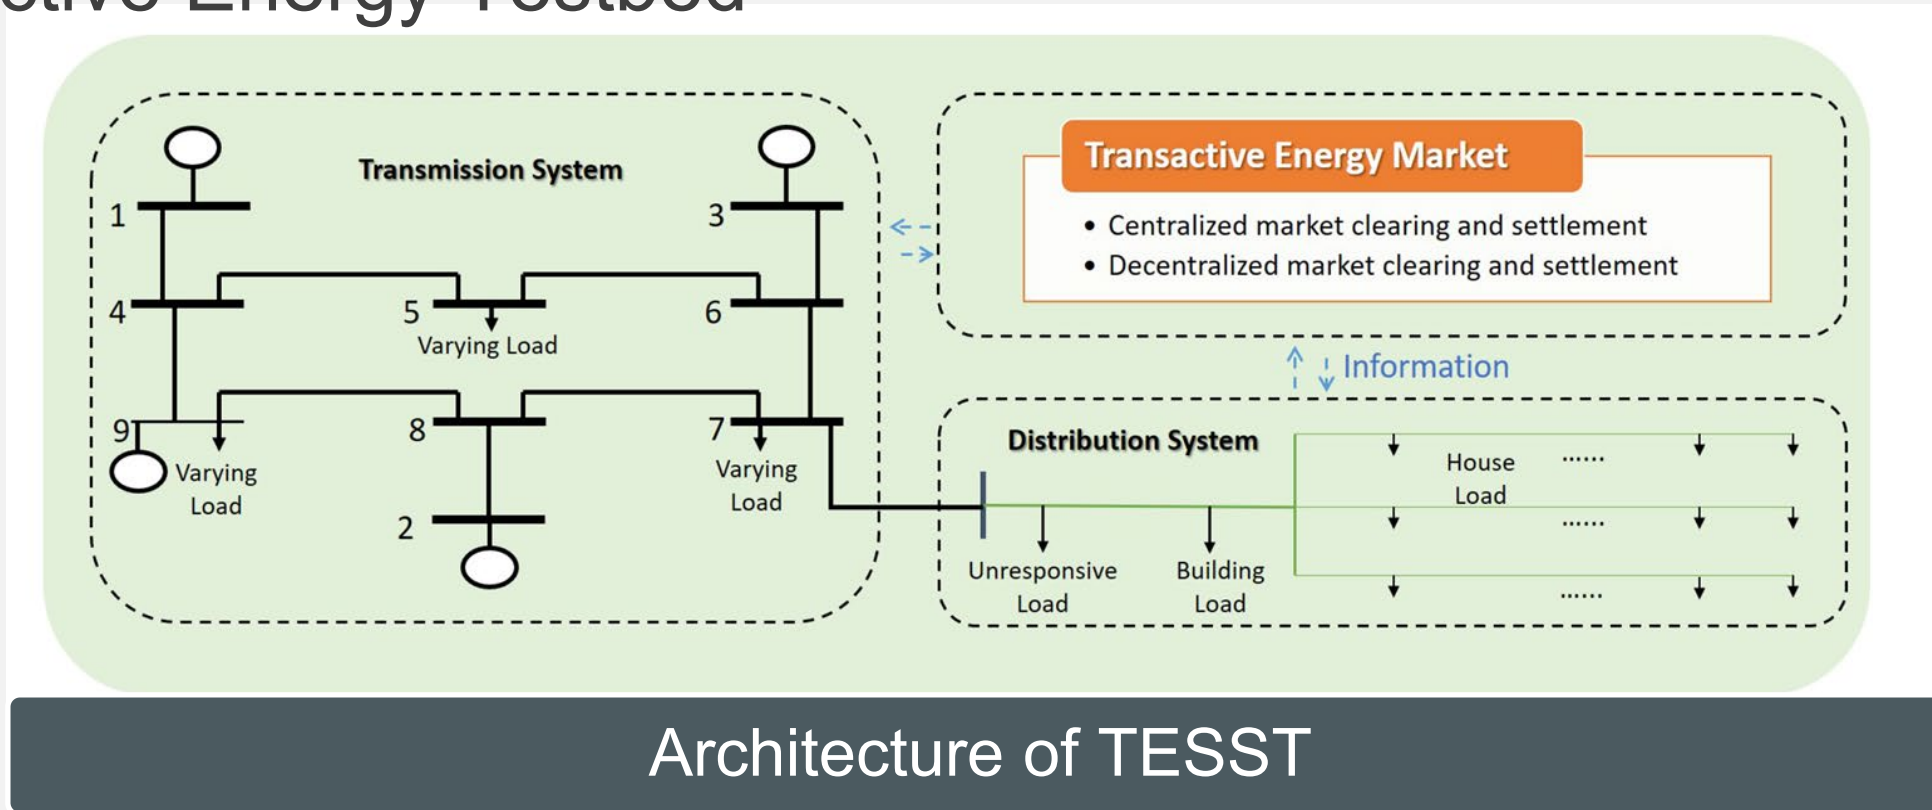 Energy Testbed
Transmission System
1
3
4
5
6
Varying Load
9
8
7
Varying
Load
Varying
Load
2
Transactive Energy Market
• Centralized market clearing and settlement
• Decentralized market clearing and settlement
Information
Distribution System
House
Load
......
......
......
Unresponsive
Load
Building
Load
Architecture of TESST